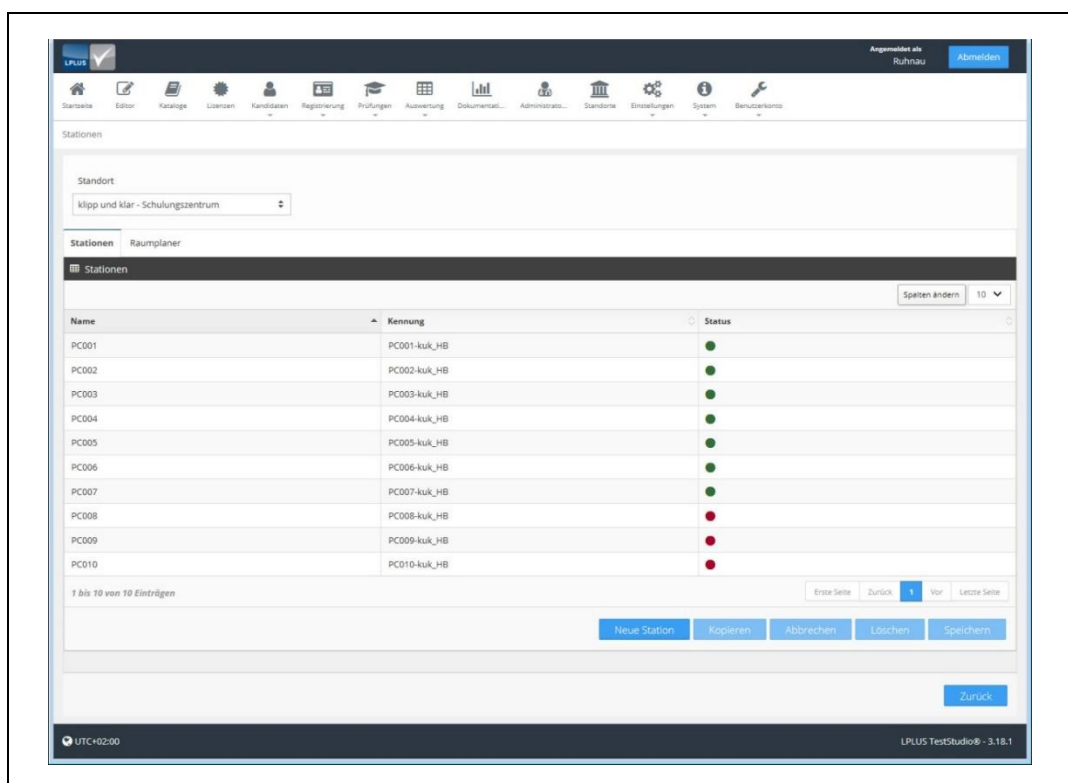 LPLUS
Angemeldet als
Ruhnau
Abmelden
Startseite Editor Kataloge Lizenzen Kandidaten Registrierung Prüfungen Auswertung Dokumentati... Administrato... Standorte Einstellungen System Benutzerkonto
Stationen
Standort
klipp und klar - Schulungszentrum
Stationen Raumplaner
Stationen
Spalten ändern 10
Name Kennung Status
PC001 PC001-kuk_HB
PC002 PC002-kuk_HB
PC003 PC003-kuk_HB
PC004 PC004-kuk_HB
PC005 PC005-kuk_HB
PC006 PC006-kuk_HB
PC007 PC007-kuk_HB
PC008 PC008-kuk_HB
PC009 PC009-kuk_HB
PC010 PC010-kuk_HB
1 bis 10 von 10 Einträgen Erste Seite Zurück 1 Vor Letzte Seite
Neue Station Kopieren Abbrechen Löschen Speichern
Zurück
UTC+02:00 LPLUS TestStudio® - 3.18.1